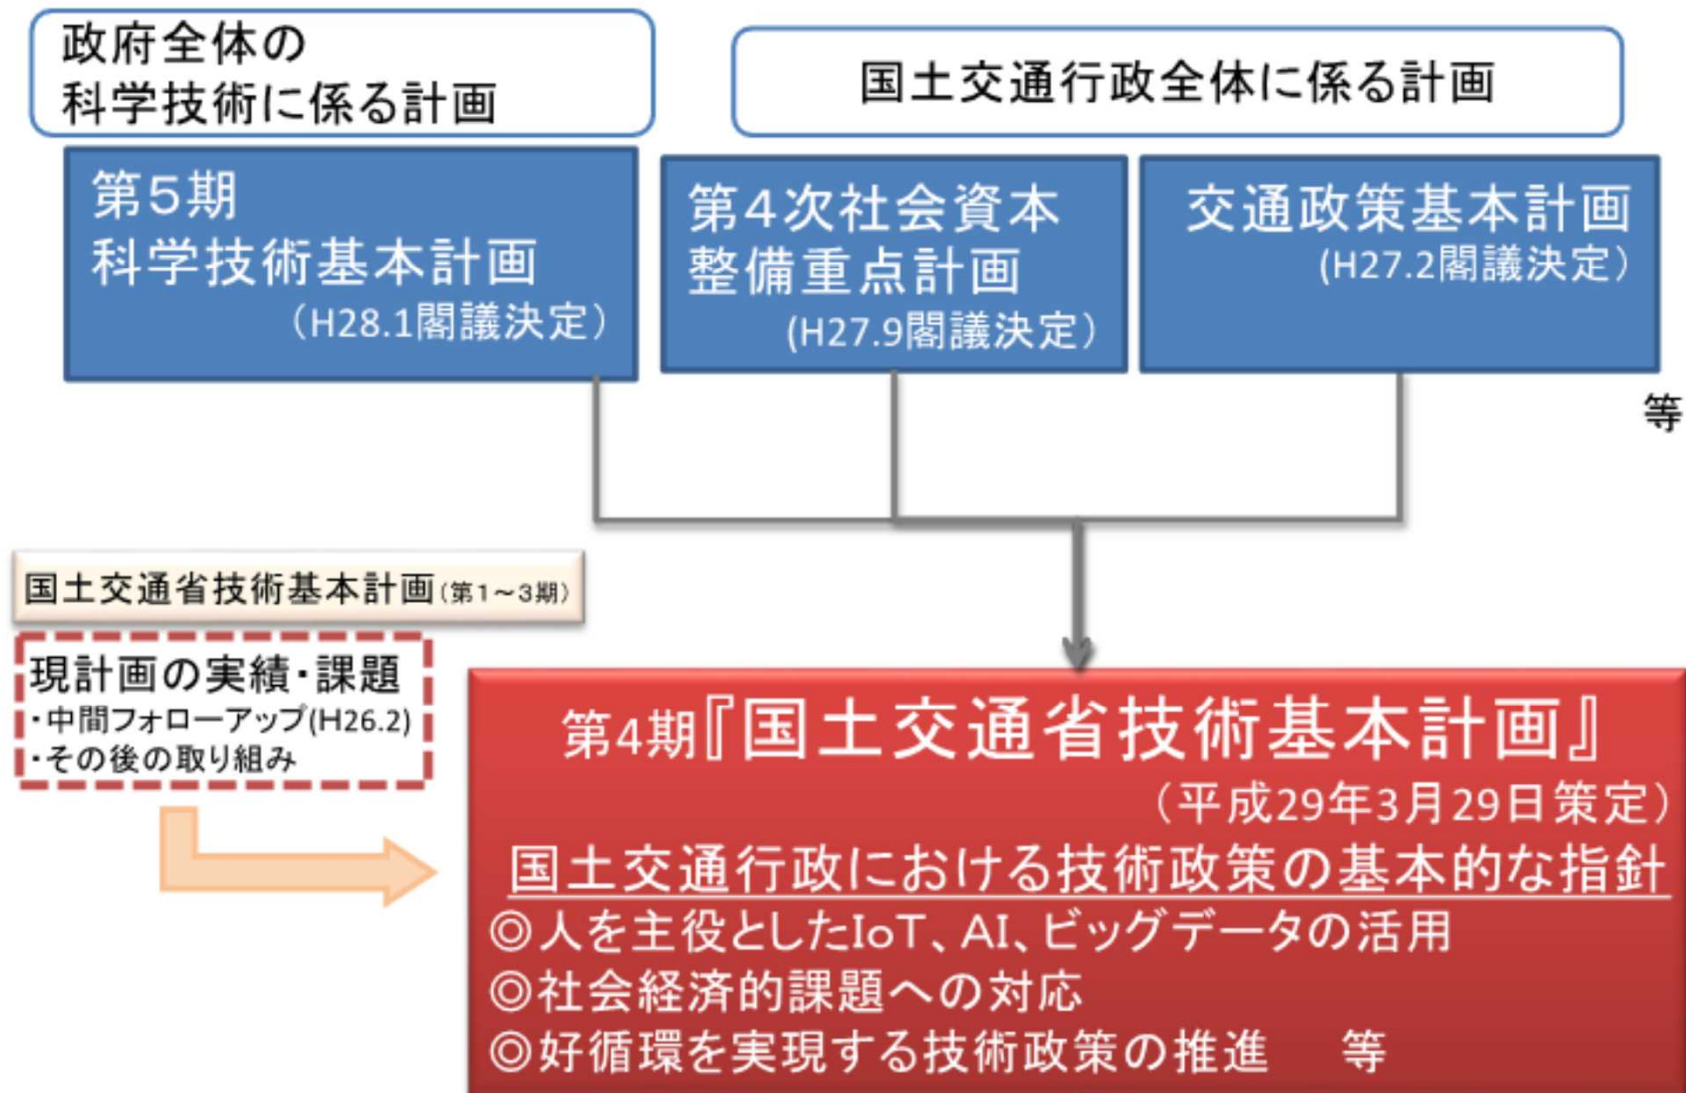 政府全体の
科学技術に係る計画
国土交通行政全体に係る計画
第5期
科学技術基本計画
（H28.1閣議決定）
第4次社会資本
整備重点計画
(H27.9閣議決定）
交通政策基本計画
(H27.2閣議決定）
等
国土交通省技術基本計画(第1～3期)
現計画の実績・課題
・中間フォローアップ(H26.2)
・その後の取り組み
第4期『国土交通省技術基本計画』
（平成29年3月29日策定）
国土交通行政における技術政策の基本的な指針
◎人を主役としたIoT、AI、ビッグデータの活用
◎社会経済的課題への対応
◎好循環を実現する技術政策の推進　等